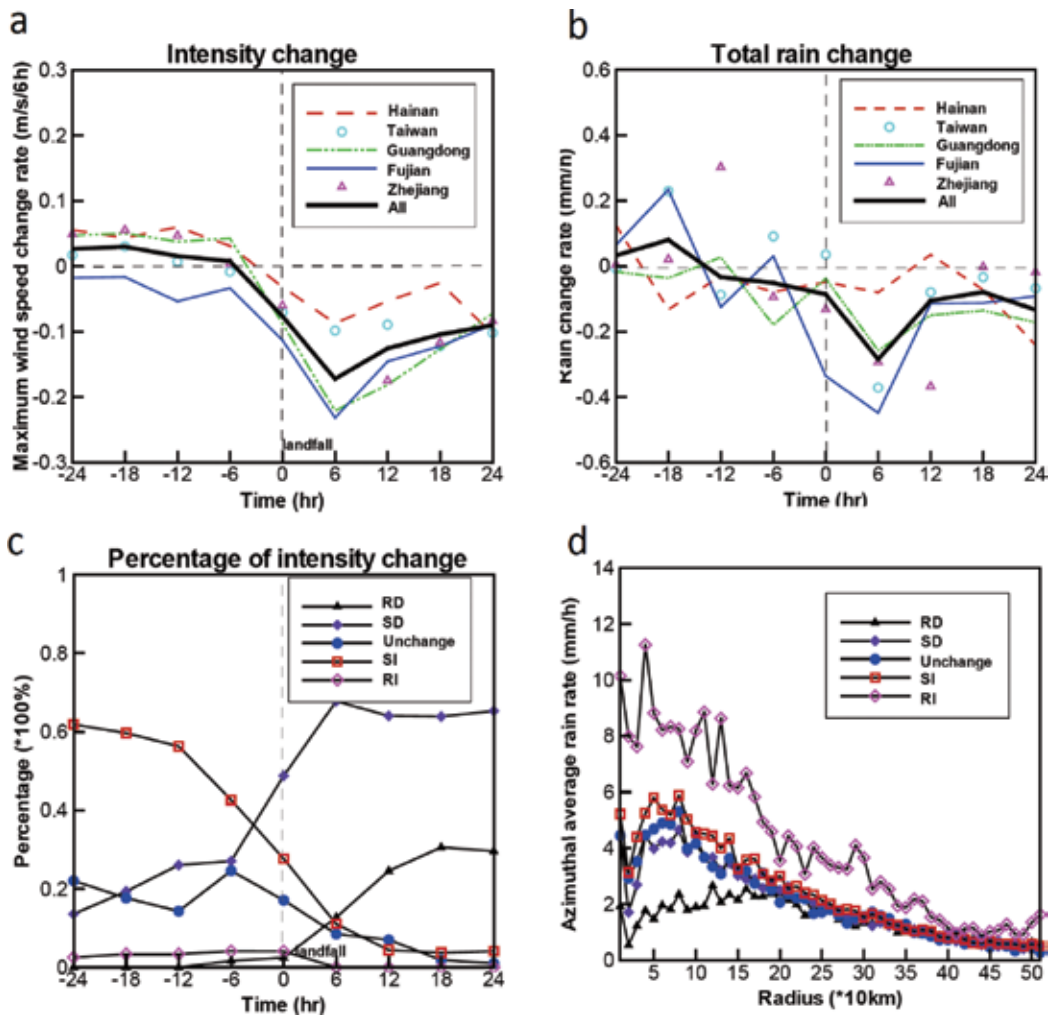 a
Intensity change
Maximum wind speed change rate (m/s/6h)
0.3
0.2
0.1
0
-0.1
-0.2
-0.3
Hainan
Taiwan
Guangdong
Fujian
Zhejiang
All
landfall
-24 -18 -12 -6 0 6 12 18 24
Time (hr)
b
Total rain change
Rain change rate (mm/h)
0.6
0.4
0.2
0
-0.2
-0.4
-0.6
Hainan
Taiwan
Guangdong
Fujian
Zhejiang
All
-24 -18 -12 -6 0 6 12 18 24
Time (hr)
c
Percentage of intensity change
Percentage (*100%)
1
0.8
0.6
0.4
0.2
0
RD
SD
Unchange
SI
RI
landfall
-24 -18 -12 -6 0 6 12 18 24
Time (hr)
d
Azimuthal average rain rate (mm/h)
14
12
10
8
6
4
2
0
RD
SD
Unchange
SI
RI
5 10 15 20 25 30 35 40 45 50
Radius (*10km)